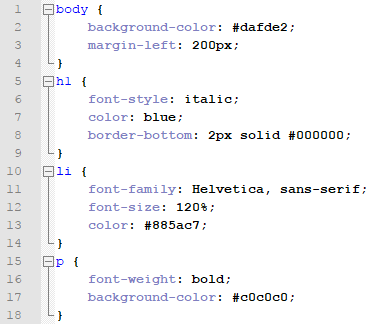 1 body {
2 background-color: #dafde2;
3 margin-left: 200px;
4 }
5 h1 {
6 font-style: italic;
7 color: blue;
8 border-bottom: 2px solid #000000;
9 }
10 li {
11 font-family: Helvetica, sans-serif;
12 font-size: 120%;
13 color: #885ac7;
14 }
15 p {
16 font-weight: bold;
17 background-color: #c0c0c0;
18 }